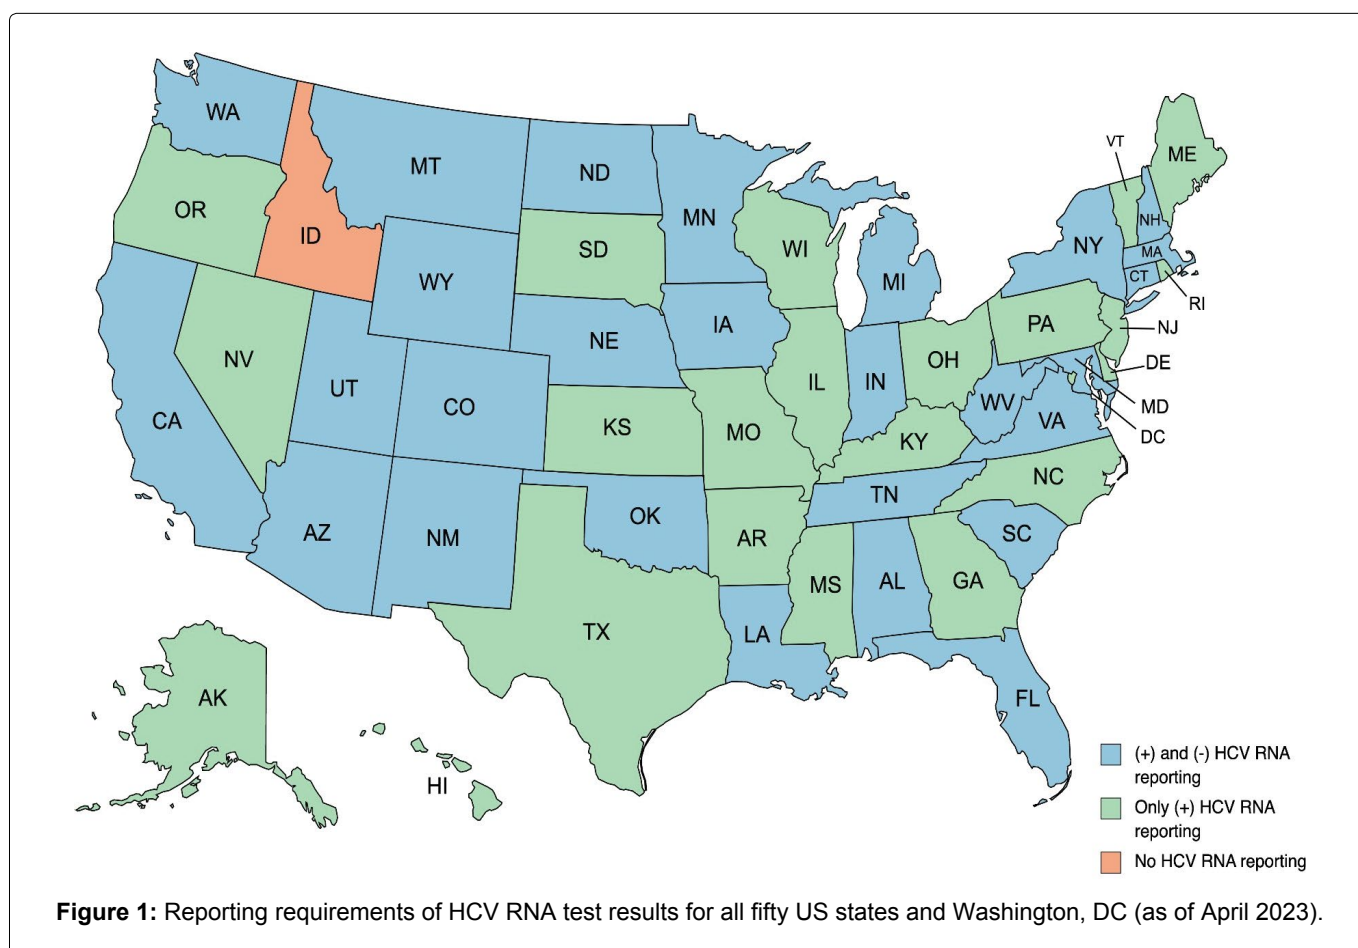 WA
MT
ND
MN
VT
ME
OR
ID
SD
WI
NH
NY
MA
WY
MI
CT
RI
IA
PA
NJ
NE
NV
UT
OH
DE
IL
IN
CO
WV
MD
CA
VA
KS
MO
KY
DC
NC
TN
OK
AZ
NM
AR
SC
MS
AL
GA
TX
LA
AK
FL
HI
(+) and (-) HCV RNA
reporting
Only (+) HCV RNA
reporting
No HCV RNA reporting
Figure 1: Reporting requirements of HCV RNA test results for all fifty US states and Washington, DC (as of April 2023).